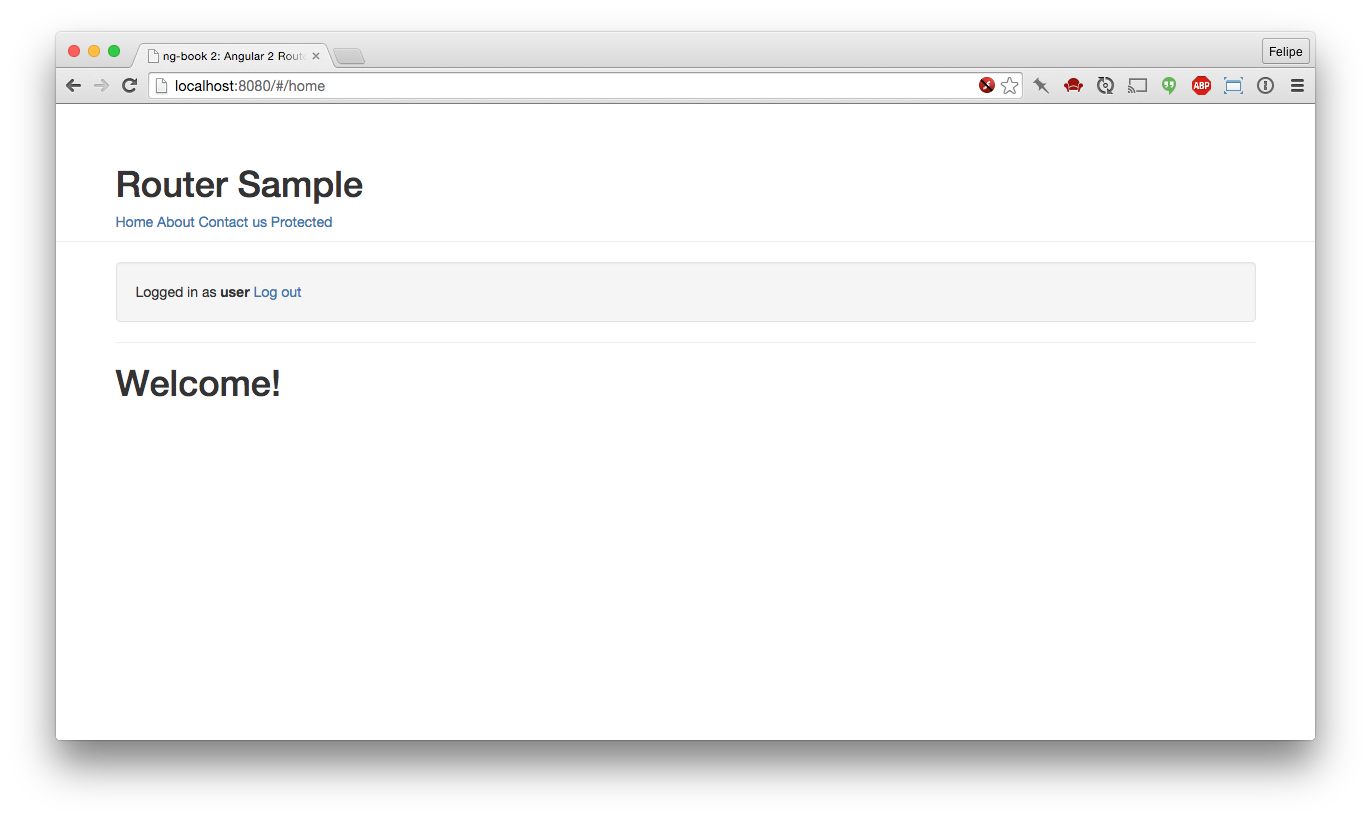 ng-book 2: Angular 2 Route
Felipe
localhost:8080/#/home
ABP
Router Sample
Home About Contact us Protected
Logged in as user Log out
Welcome!